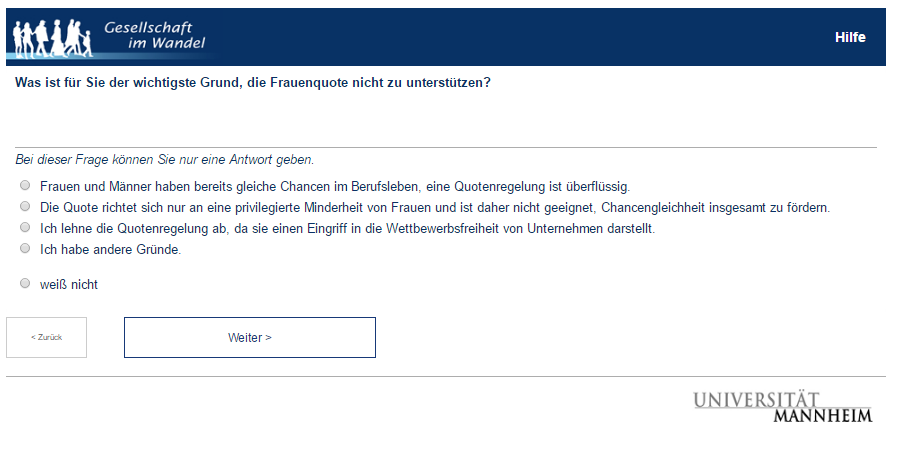 Gesellschaft
im Wandel
Hilfe
Was ist für Sie der wichtigste Grund, die Frauenquote nicht zu unterstützen?
Bei dieser Frage können Sie nur eine Antwort geben.
Frauen und Männer haben bereits gleiche Chancen im Berufsleben, eine Quotenregelung ist überflüssig.
Die Quote richtet sich nur an eine privilegierte Minderheit von Frauen und ist daher nicht geeignet, Chancengleichheit insgesamt zu fördern.
Ich lehne die Quotenregelung ab, da sie einen Eingriff in die Wettbewerbsfreiheit von Unternehmen darstellt.
Ich habe andere Gründe.
weiß nicht
< Zurück
Weiter >
UNIVERSITÄT
MANNHEIM